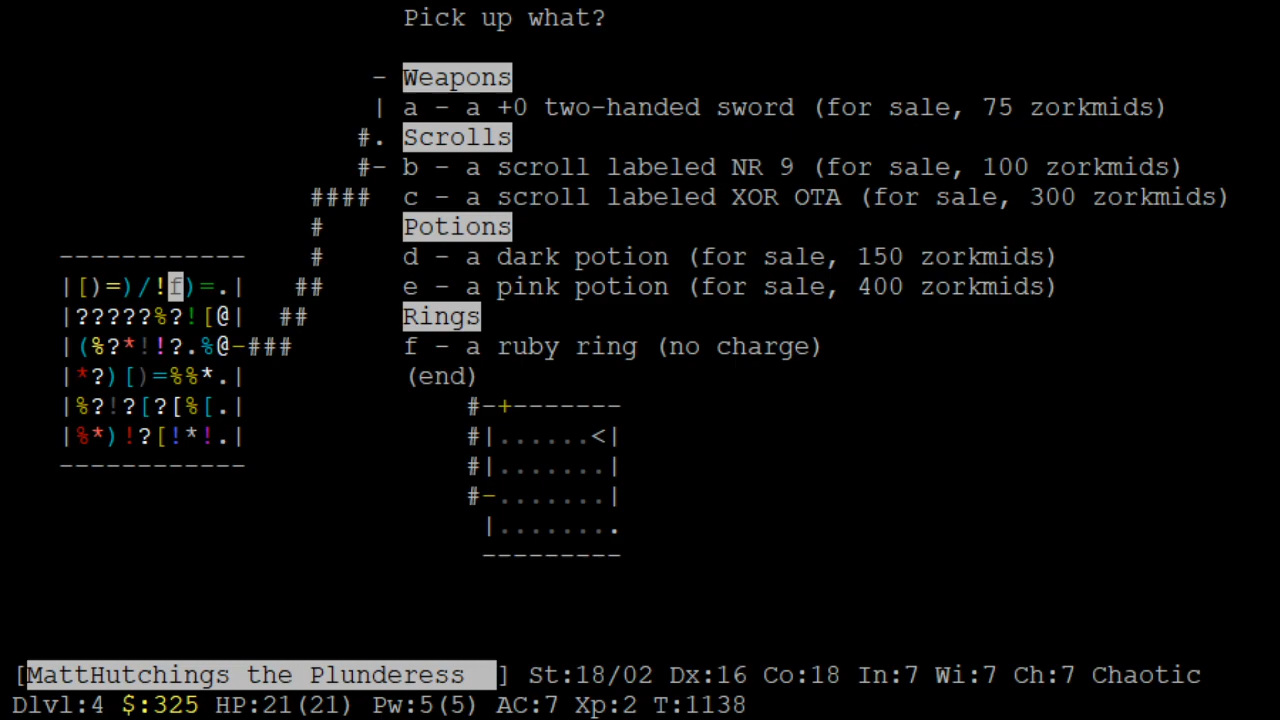 Pick up what?
- Weapons
| a - a +0 two-handed sword (for sale, 75 zorkmids)
#. Scrolls
#- b - a scroll labeled NR 9 (for sale, 100 zorkmids)
#### c - a scroll labeled XOR OTA (for sale, 300 zorkmids)
# Potions
------------ # d - a dark potion (for sale, 150 zorkmids)
|[)=)/!f)=.| ## e - a pink potion (for sale, 400 zorkmids)
|?????%?![@| ## Rings
|(%?*!!?.%@-### f - a ruby ring (no charge)
|*?)[)=%%*.| (end)
|%?!?[?[%[.| #-+-------
|%*)!?[!*!.| #|......<|
------------ #|.......|
#-.......|
|........
---------
[MattHutchings the Plunderess ] St:18/02 Dx:16 Co:18 In:7 Wi:7 Ch:7 Chaotic
Dlvl:4 $:325 HP:21(21) Pw:5(5) AC:7 Xp:2 T:1138